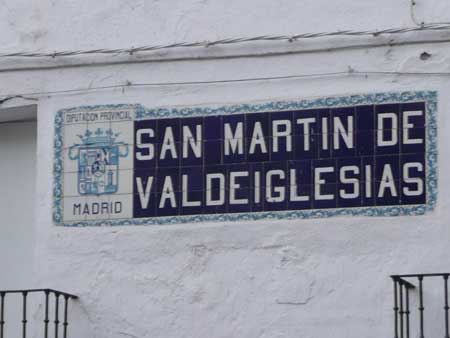 DIPUTACION PROVINCIAL
MADRID
SAN MARTIN DE
VALDEIGLESIAS